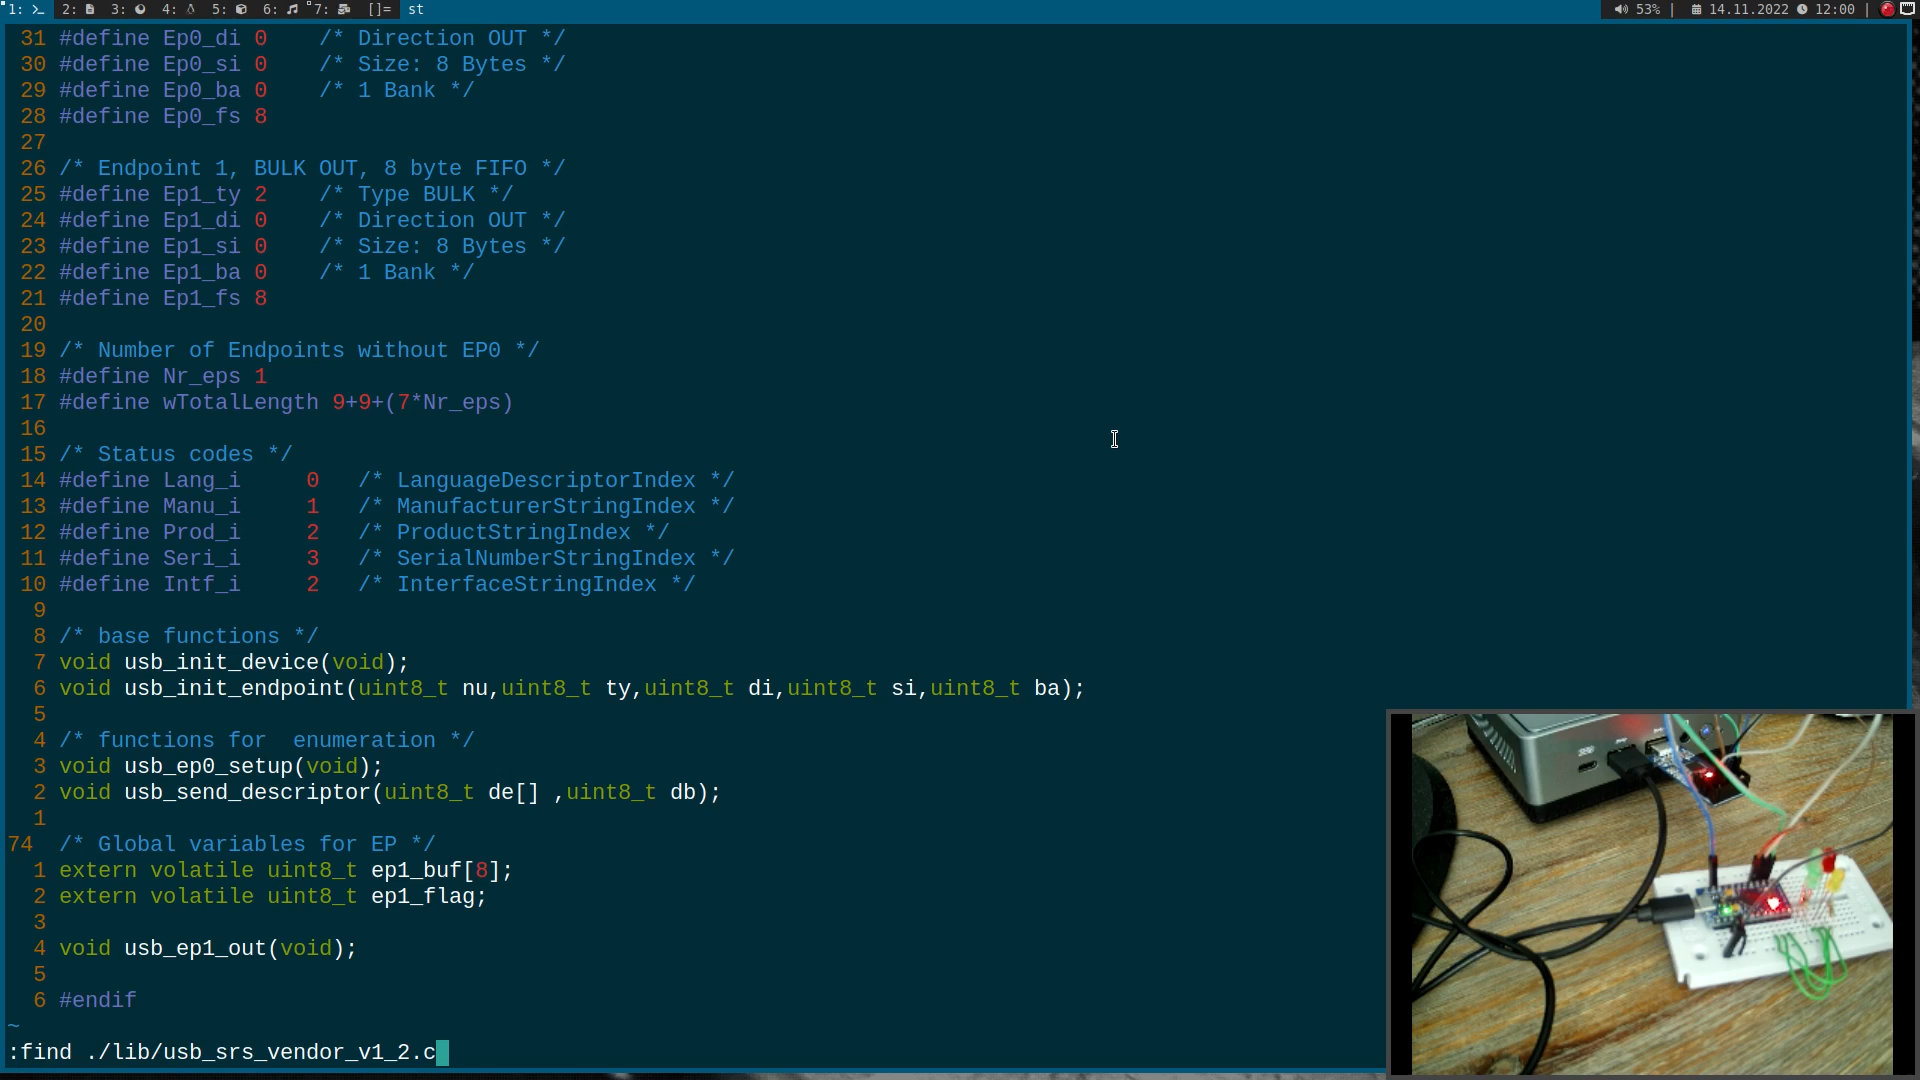 1: 2: 3: 4: 5: 6: 7: []= st 53% | 14.11.2022 12:00 |
31 #define Ep0_di 0    /* Direction OUT */
30 #define Ep0_si 0    /* Size: 8 Bytes */
29 #define Ep0_ba 0    /* 1 Bank */
28 #define Ep0_fs 8
27
26 /* Endpoint 1, BULK OUT, 8 byte FIFO */
25 #define Ep1_ty 2    /* Type BULK */
24 #define Ep1_di 0    /* Direction OUT */
23 #define Ep1_si 0    /* Size: 8 Bytes */
22 #define Ep1_ba 0    /* 1 Bank */
21 #define Ep1_fs 8
20
19 /* Number of Endpoints without EP0 */
18 #define Nr_eps 1
17 #define wTotalLength 9+9+(7*Nr_eps)
16
15 /* Status codes */
14 #define Lang_i     0   /* LanguageDescriptorIndex */
13 #define Manu_i     1   /* ManufacturerStringIndex */
12 #define Prod_i     2   /* ProductStringIndex */
11 #define Seri_i     3   /* SerialNumberStringIndex */
10 #define Intf_i     2   /* InterfaceStringIndex */
9
8 /* base functions */
7 void usb_init_device(void);
6 void usb_init_endpoint(uint8_t nu,uint8_t ty,uint8_t di,uint8_t si,uint8_t ba);
5
4 /* functions for  enumeration */
3 void usb_ep0_setup(void);
2 void usb_send_descriptor(uint8_t de[] ,uint8_t db);
1
74 /* Global variables for EP */
1 extern volatile uint8_t ep1_buf[8];
2 extern volatile uint8_t ep1_flag;
3
4 void usb_ep1_out(void);
5
6 #endif
~
:find ./lib/usb_srs_vendor_v1_2.c